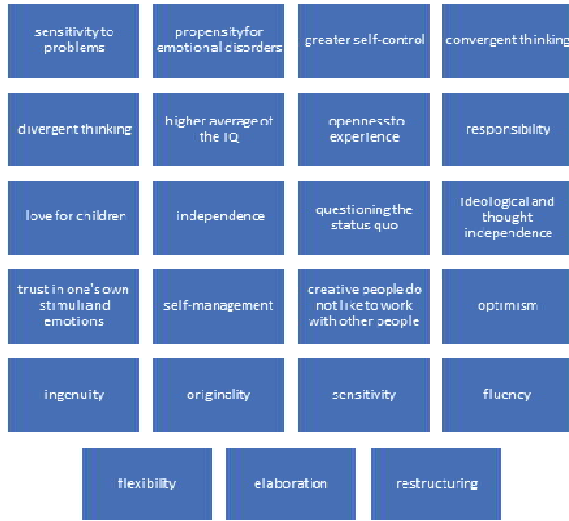 sensitivity to
problems
propensity for
emotional disorders
greater self-control
convergent thinking
divergent thinking
higher average of
the IQ
openness to
experience
responsibility
love for children
independence
questioning the
status quo
ideological and
thought
independence
trust in one's own
stimuli and
emotions
self-management
creative people do
not like to work
with other people
optimism
ingenuity
originality
sensitivity
fluency
flexibility
elaboration
restructuring